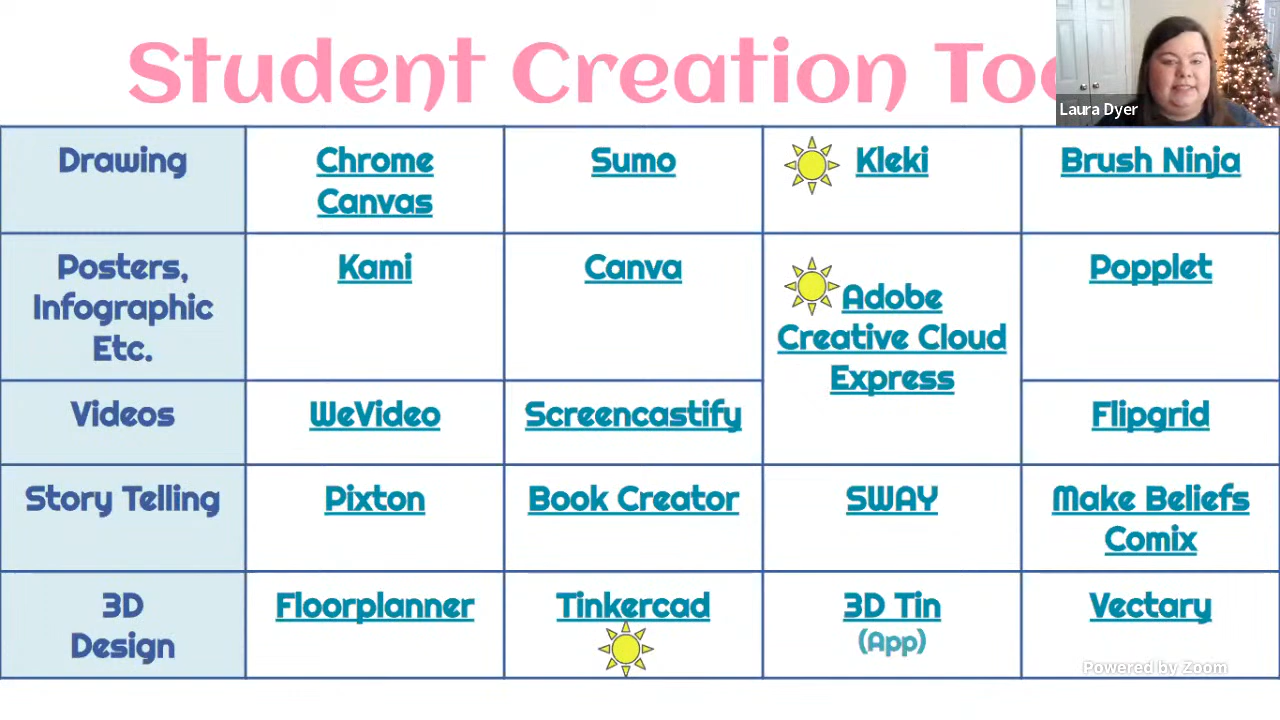 Student Creation
Laura Dyer
Drawing
Chrome
Canvas
Sumo
Kleki
Brush Ninja
Posters,
Infographic
Etc.
Kami
Canva
Adobe
Creative Cloud
Express
Popplet
Videos
WeVideo
Screencastify
Flipgrid
Story Telling
Pixton
Book Creator
SWAY
Make Beliefs
Comix
3D
Design
Floorplanner
Tinkercad
3D Tin
(App)
Vectary
Powered by Zoom